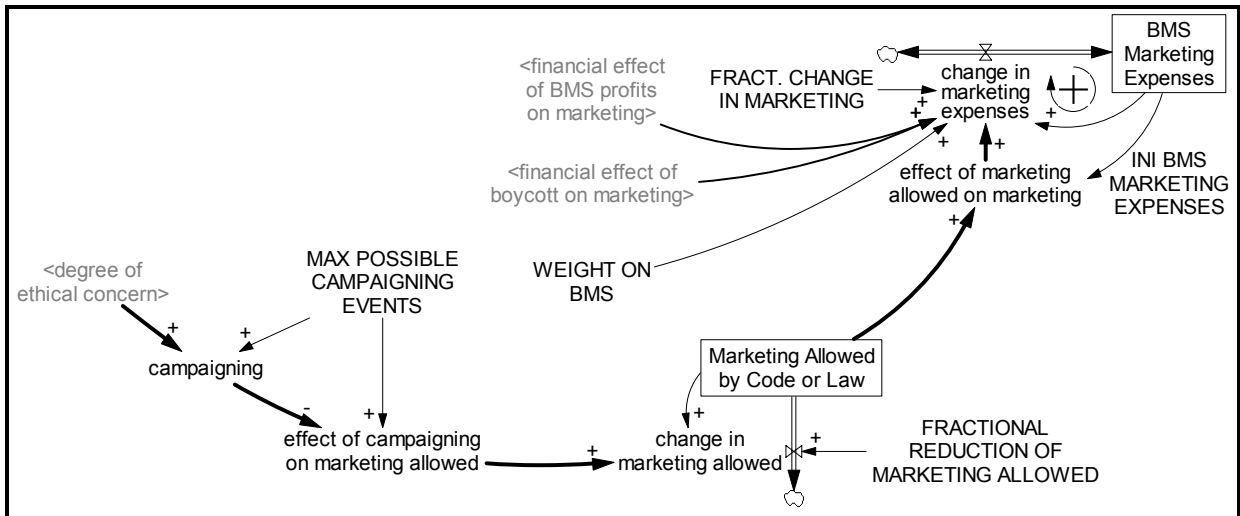 BMS
Marketing
Expenses
<financial effect
of BMS profits
on marketing>
FRACT. CHANGE
IN MARKETING
change in
marketing
expenses
+
+
+
+
+
+
<financial effect of
boycott on marketing>
effect of marketing
allowed on marketing
+
INI BMS
MARKETING
EXPENSES
WEIGHT ON
BMS
<degree of
ethical concern>
MAX POSSIBLE
CAMPAIGNING
EVENTS
+
+
campaigning
-
+
effect of campaigning
on marketing allowed
+
Marketing Allowed
by Code or Law
+
change in
marketing allowed
+
FRACTIONAL
REDUCTION OF
MARKETING ALLOWED